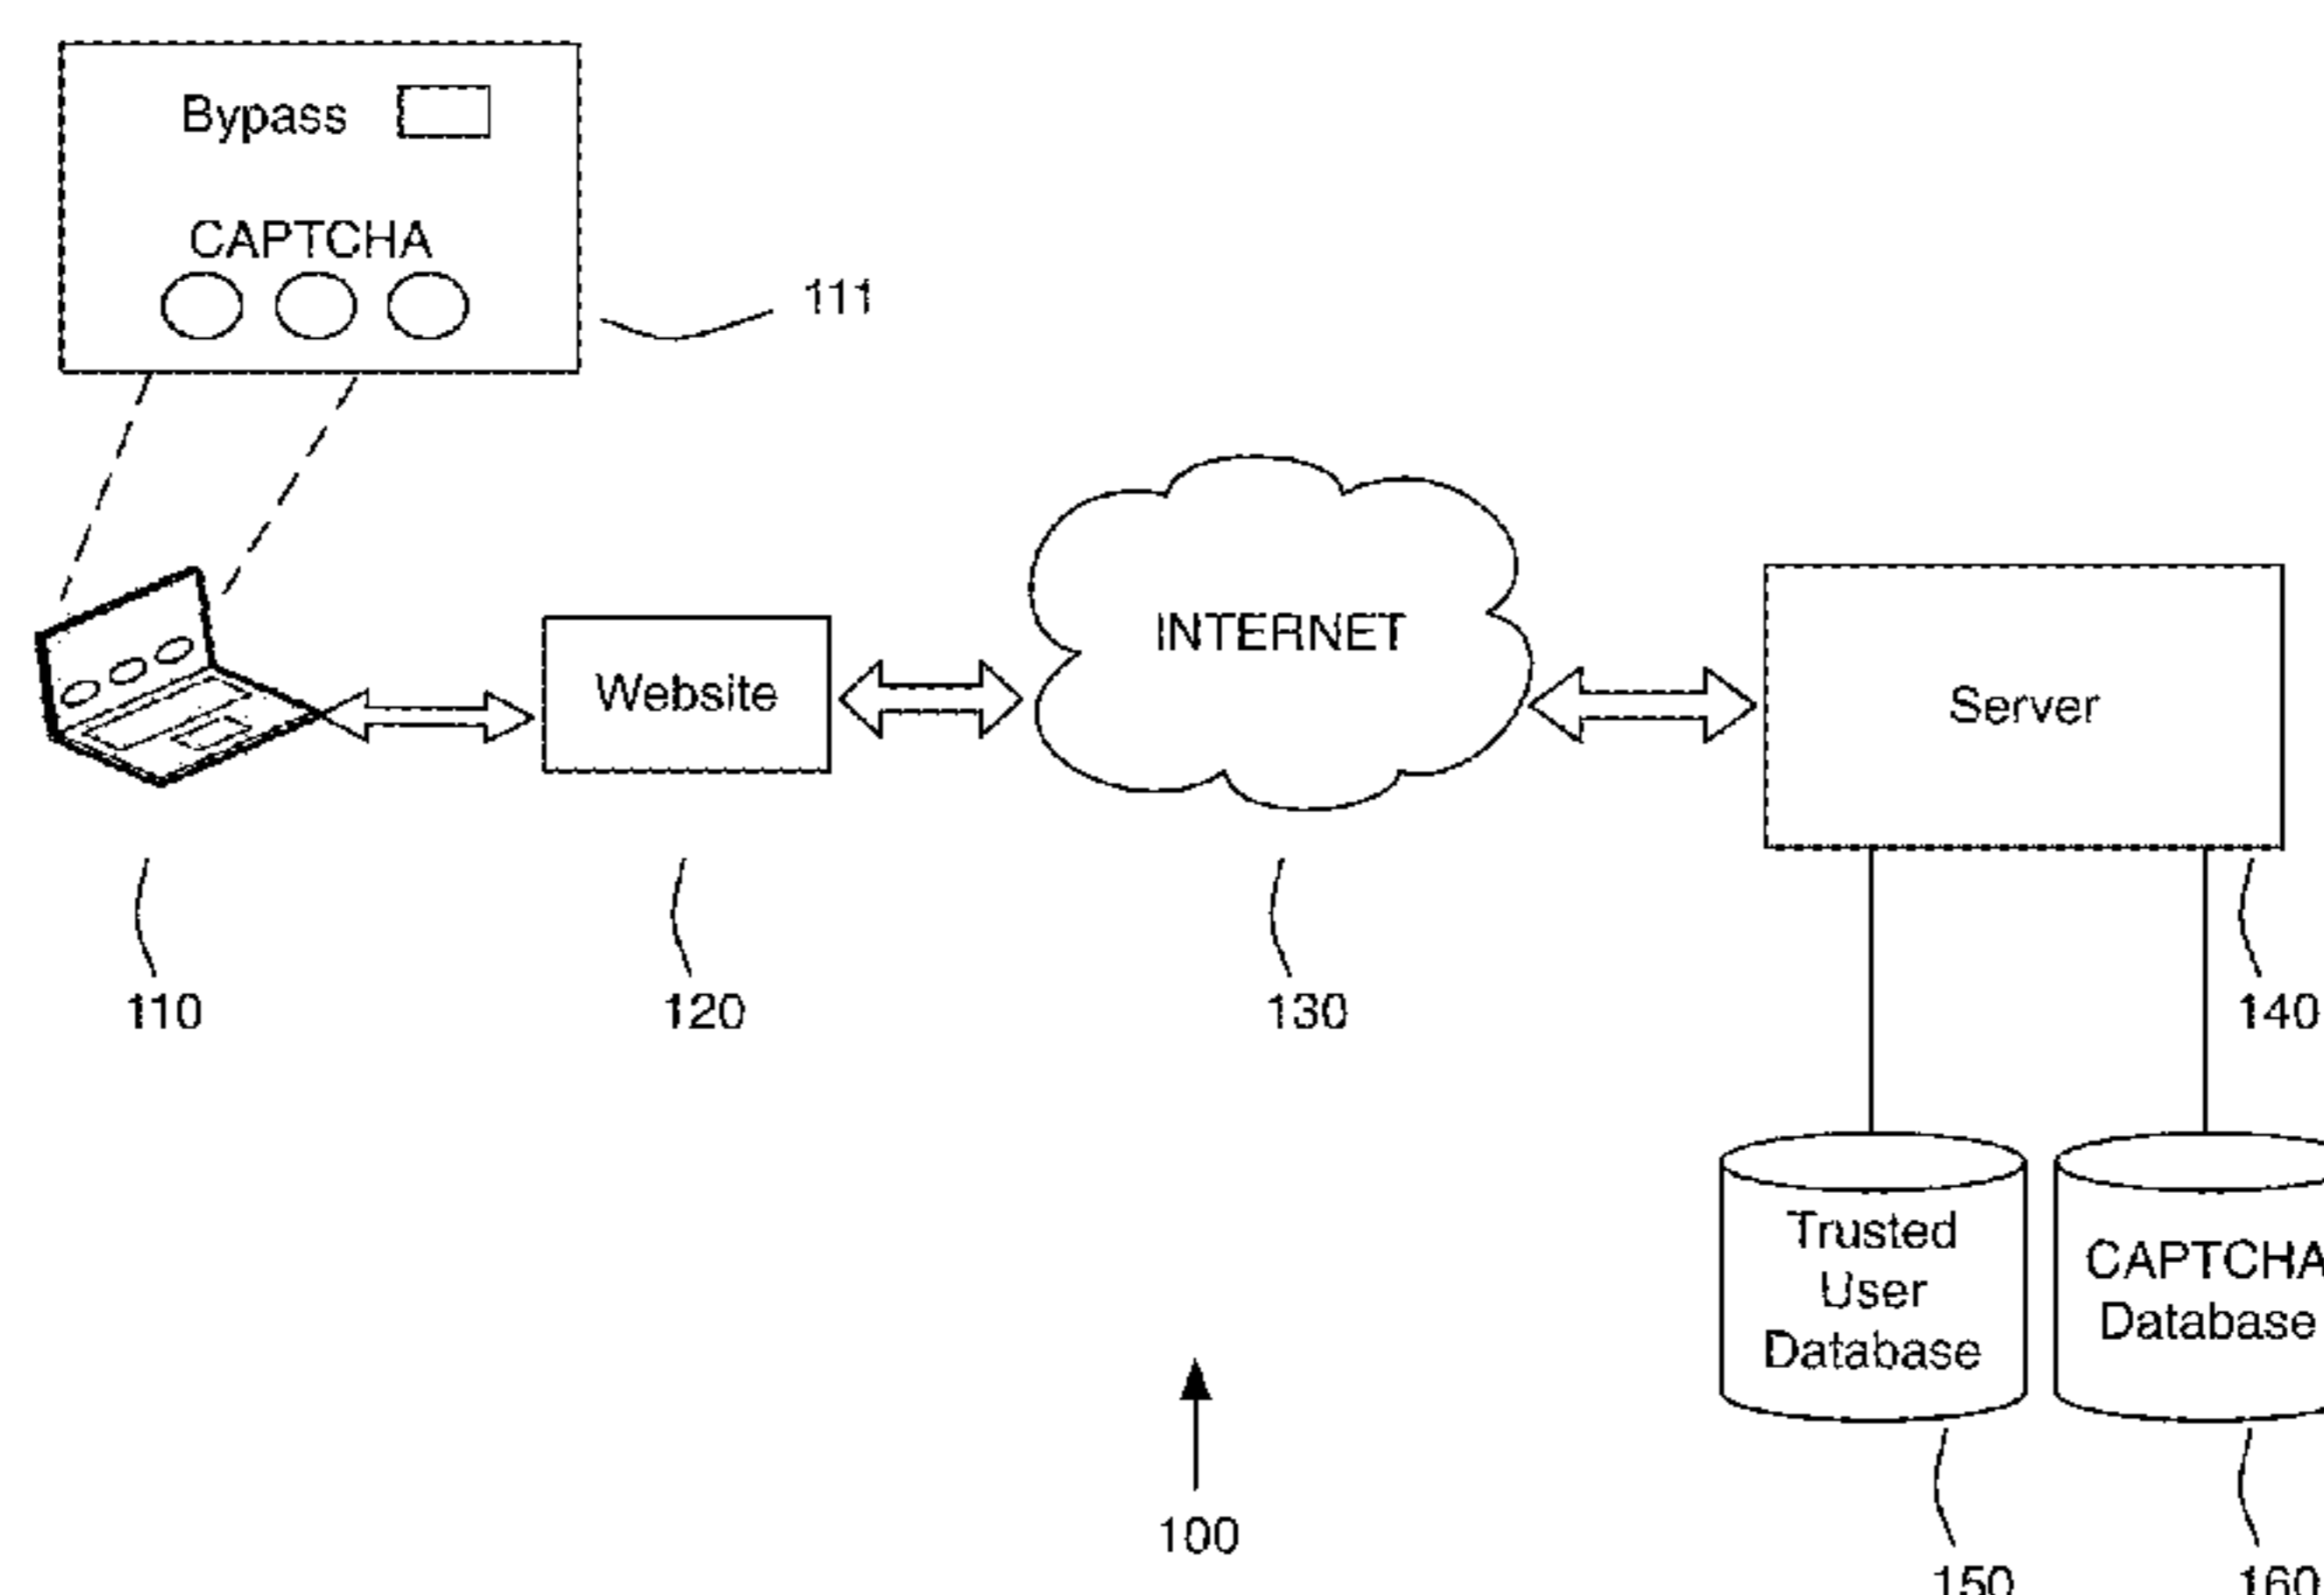 Bypass
CAPTCHA
111
INTERNET
Website
Server
110
120
130
140
Trusted
User
Database
CAPTCHA
Database
100
150
160